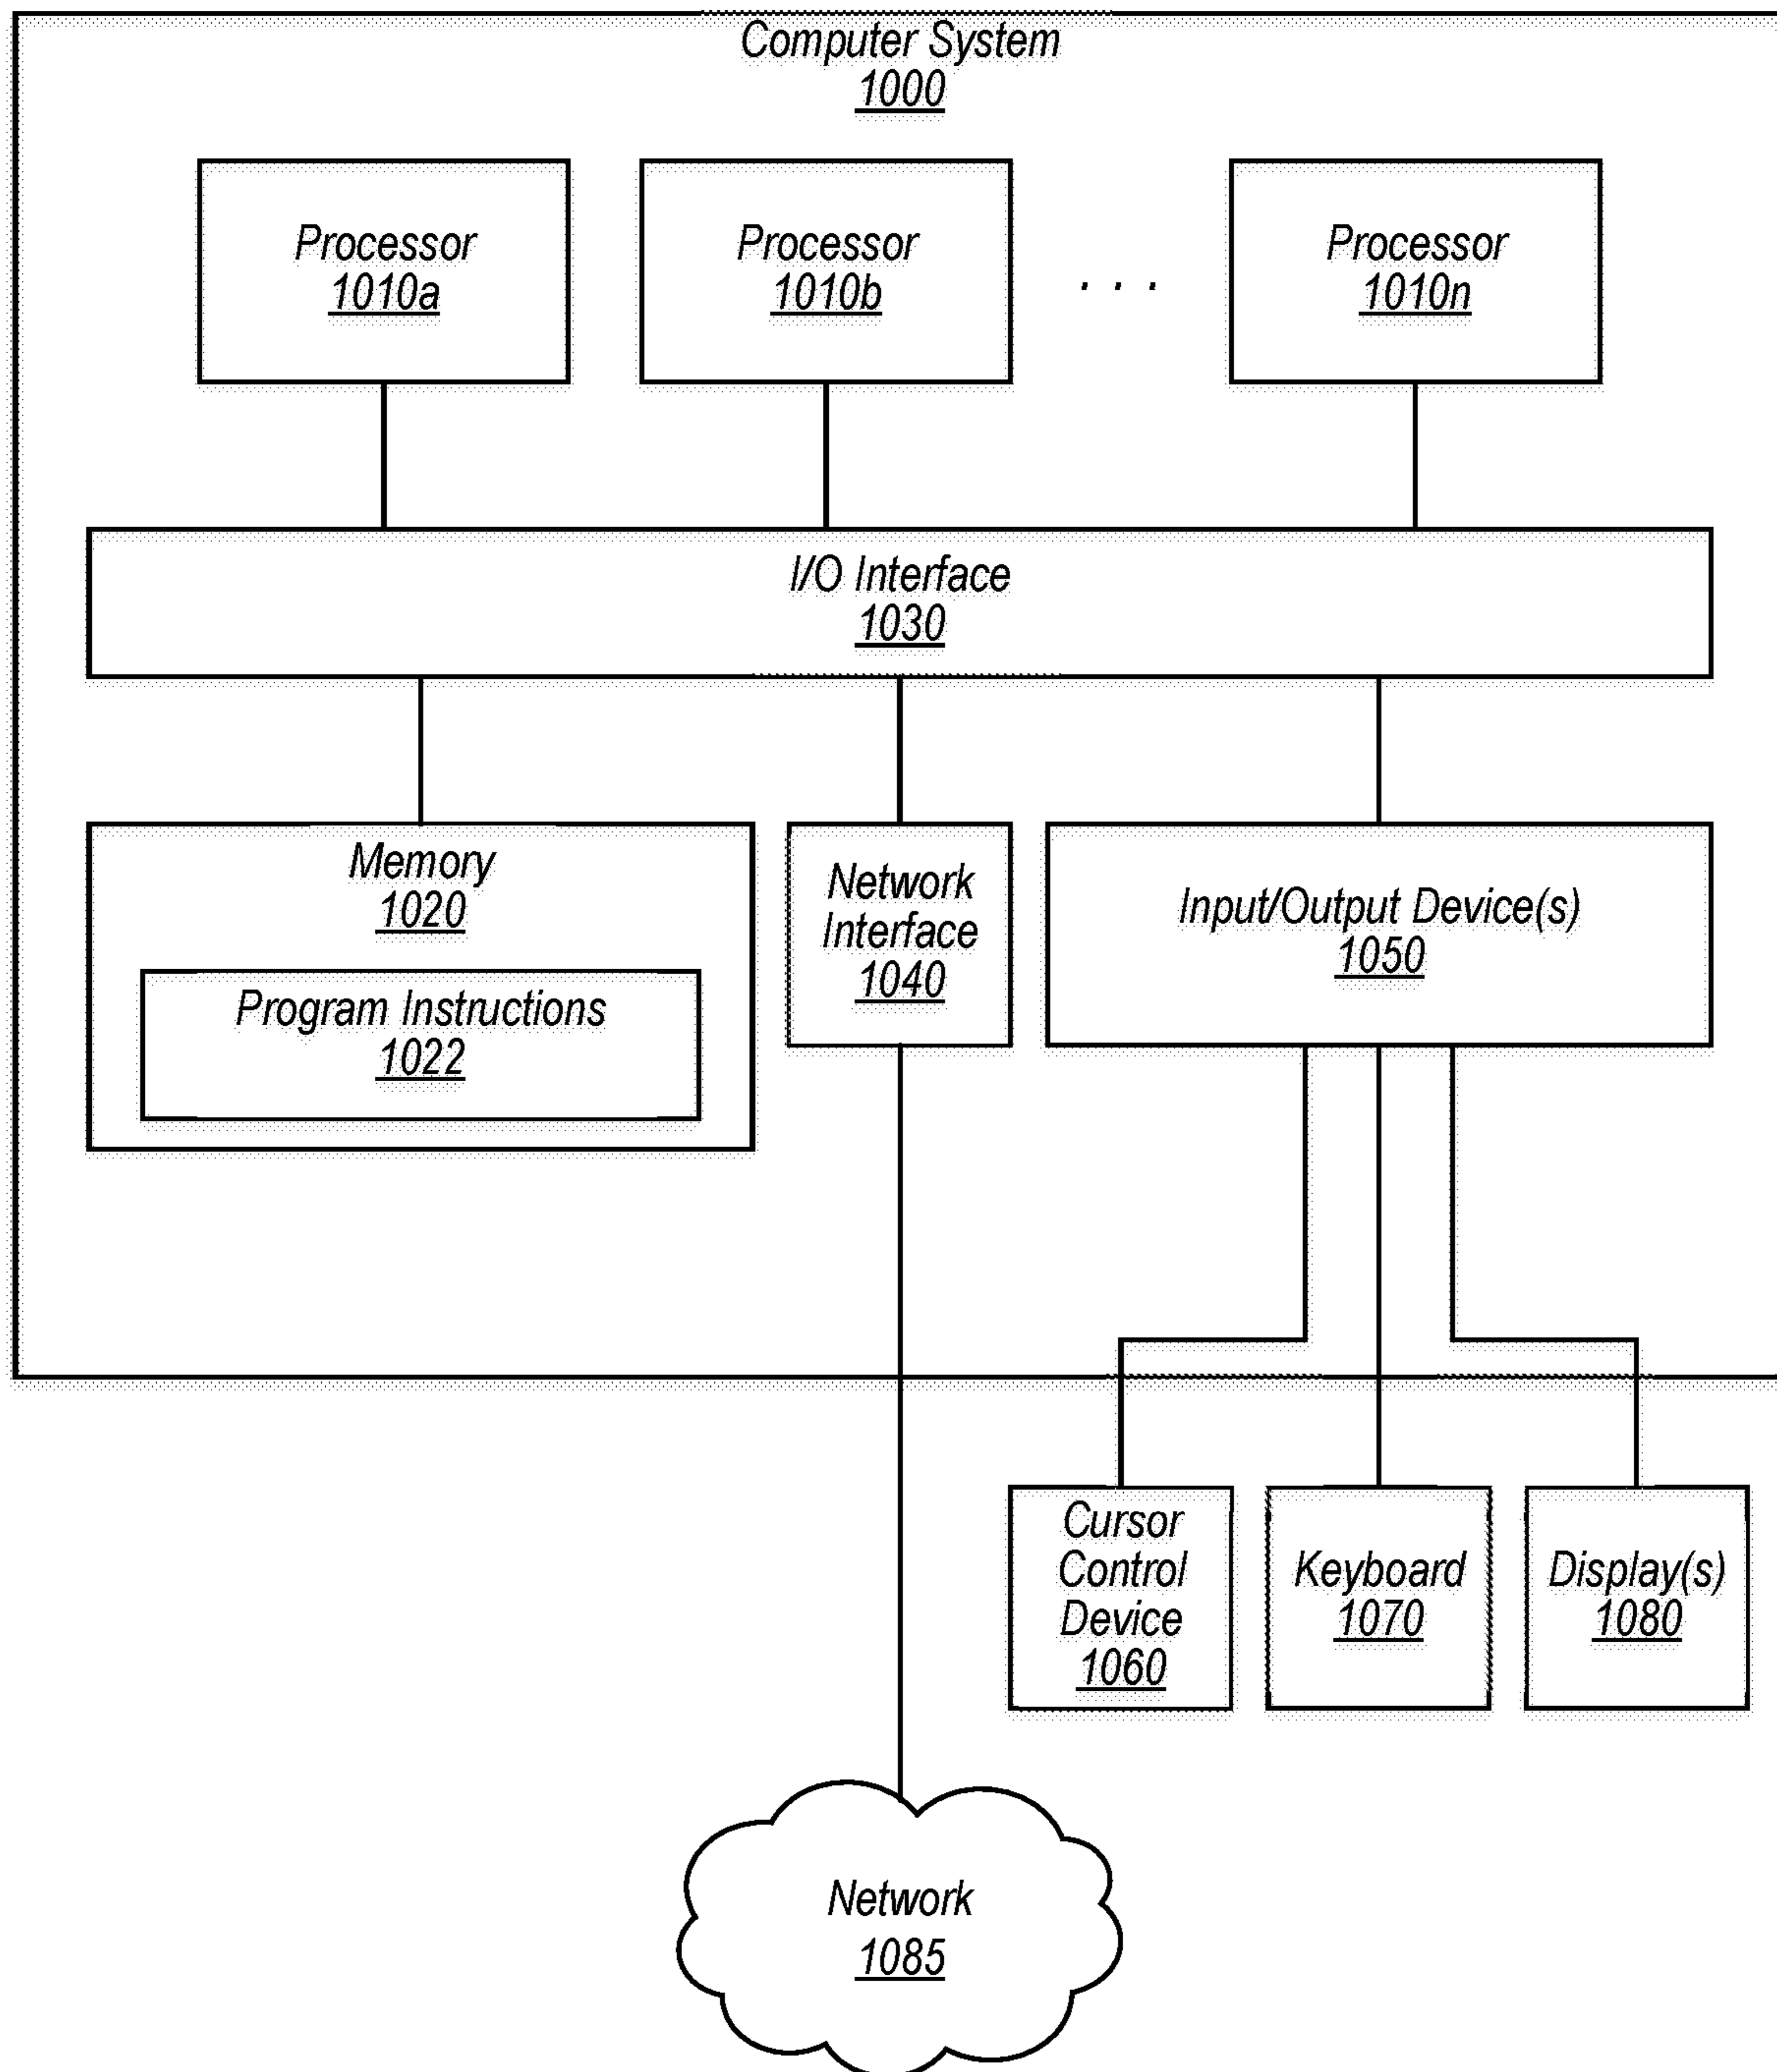 Computer System
1000
Processor
1010a
Processor
1010b
. . .
Processor
1010n
I/O Interface
1030
Memory
1020
Program Instructions
1022
Network
Interface
1040
Input/Output Device(s)
1050
Cursor
Control
Device
1060
Keyboard
1070
Display(s)
1080
Network
1085